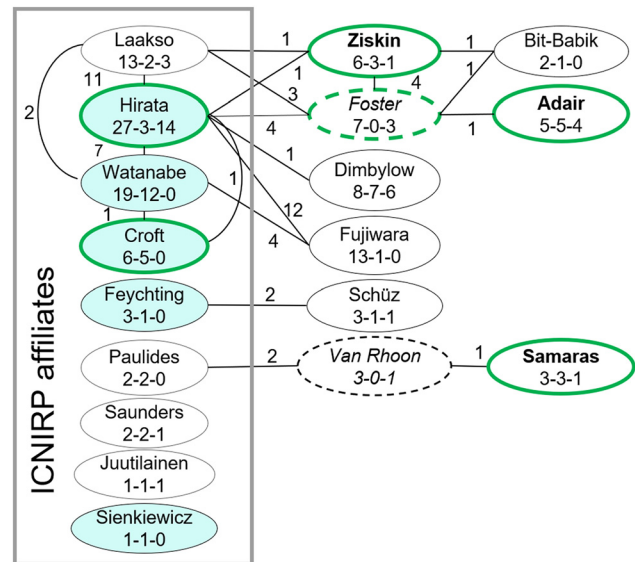 Laakso
13-2-3
1
Ziskin
6-3-1
1
Bit-Babik
2-1-0
11
1
3
4
1
2
Hirata
27-3-14
4
Foster
7-0-3
1
Adair
5-5-4
7
1
Watanabe
19-12-0
1
Dimbylow
8-7-6
1
12
4
Croft
6-5-0
Fujiwara
13-1-0
Feychting
3-1-0
2
Schüz
3-1-1
Paulides
2-2-0
2
Van Rhoon
3-0-1
1
Samaras
3-3-1
Saunders
2-2-1
Juutilainen
1-1-1
Sienkiewicz
1-1-0
ICNIRP affiliates